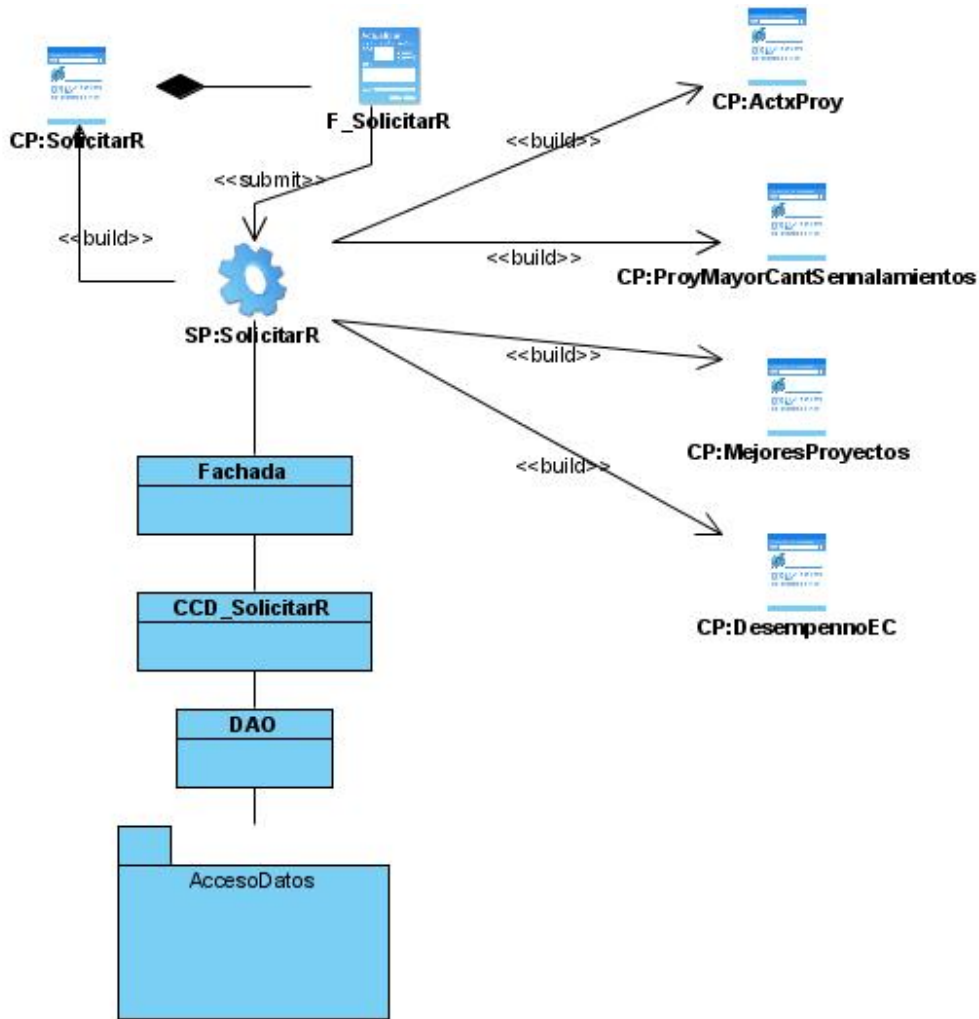 Actualizar
CP:SolicitarR
F_SolicitarR
CP:ActxProy
<<build>>
<<submit>>
<<build>>
<<build>>
CP:ProyMayorCantSennalamientos
SP:SolicitarR
<<build>>
CP:MejoresProyectos
<<build>>
Fachada
CCD_SolicitarR
CP:DesempennoEC
DAO
AccesoDatos